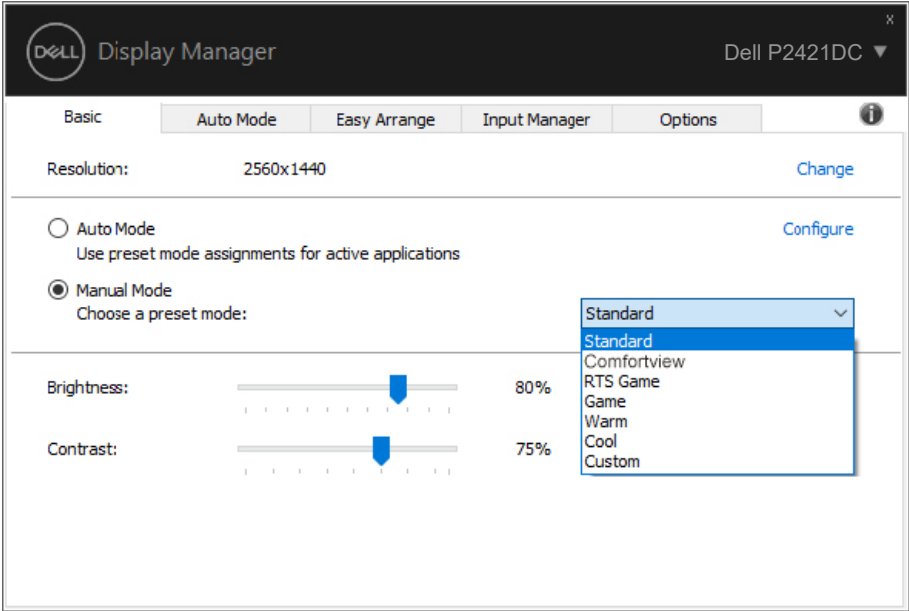 DELL Display Manager
x
Dell P2421DC ▼
Basic Auto Mode Easy Arrange Input Manager Options i
Resolution: 2560x1440 Change
Auto Mode Configure
Use preset mode assignments for active applications
Manual Mode
Choose a preset mode: Standard
Standard
Comfortview
RTS Game
Game
Warm
Cool
Custom
Brightness: 80%
Contrast: 75%